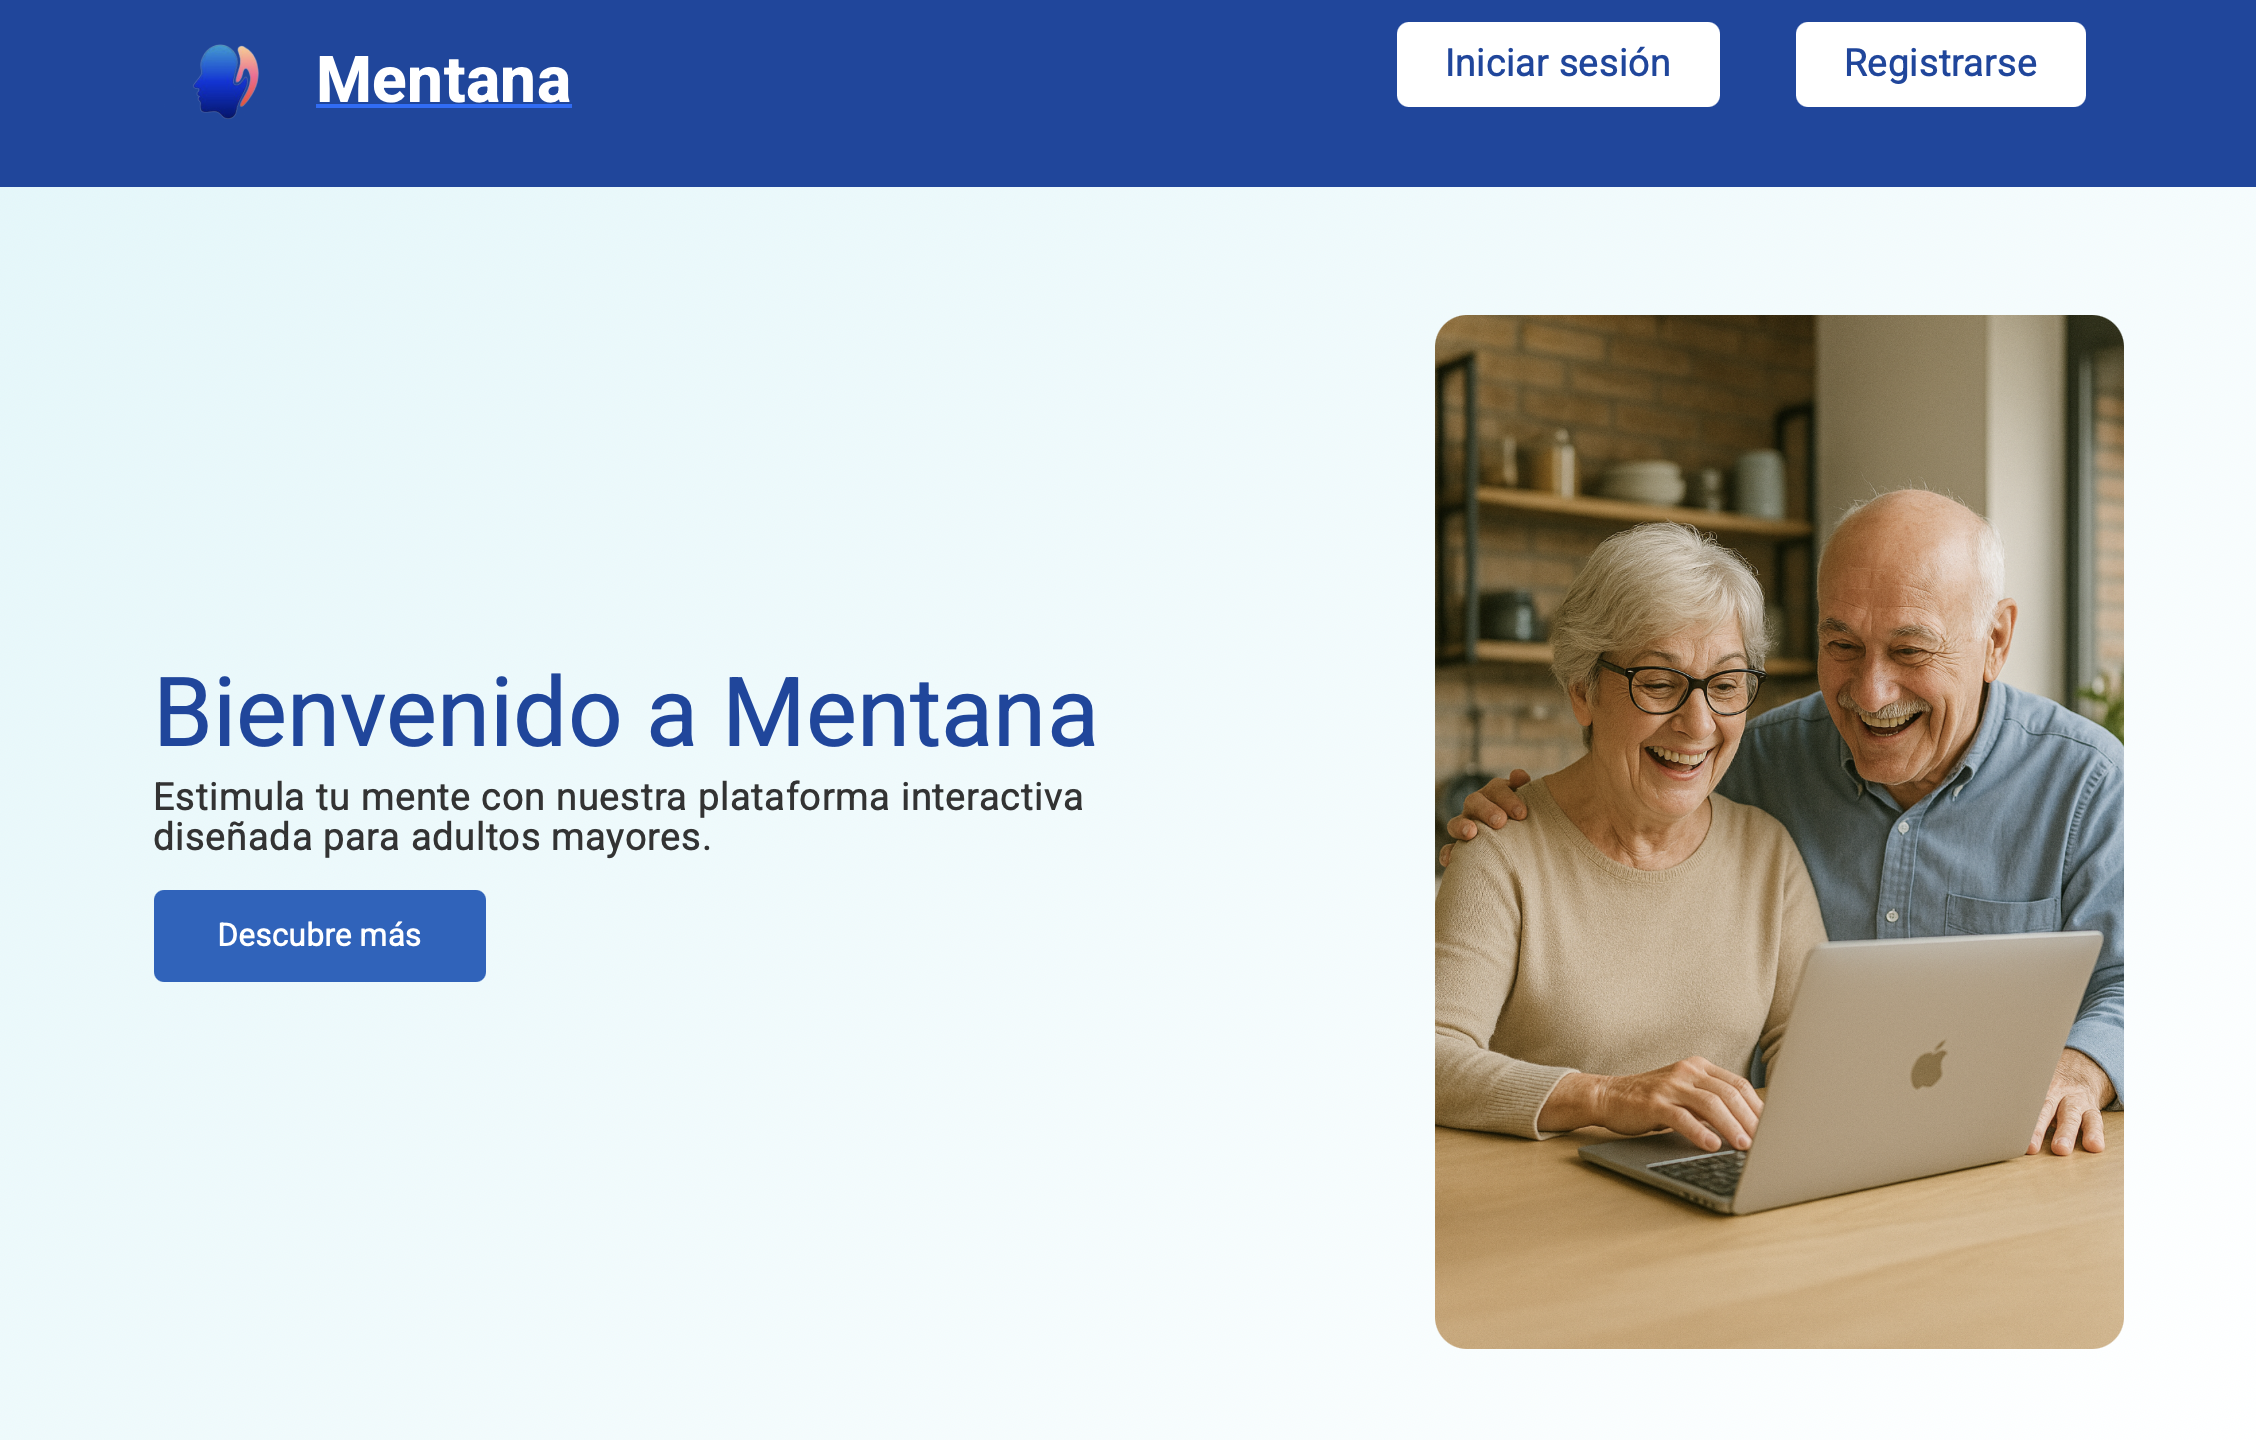 Mentana
Iniciar sesión
Registrarse
Bienvenido a Mentana
Estimula tu mente con nuestra plataforma interactiva
diseñada para adultos mayores.
Descubre más